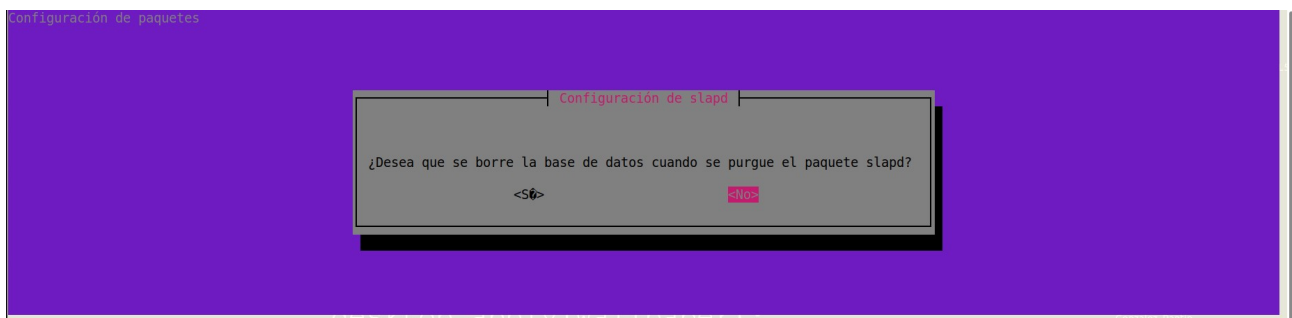 Configuración de paquetes
Configuración de slapd
¿Desea que se borre la base de datos cuando se purgue el paquete slapd?
<S�> <No>